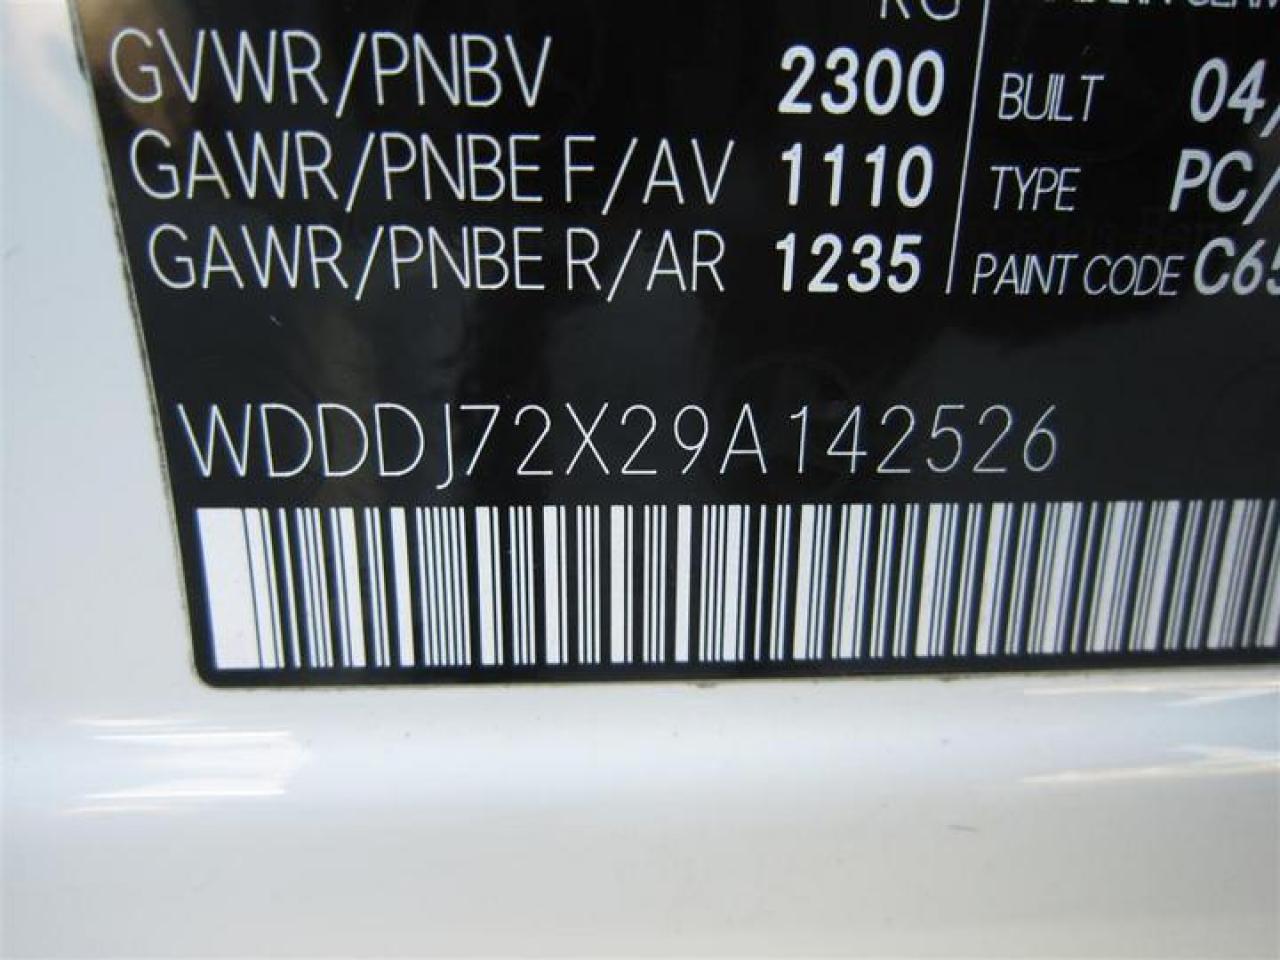 KG
GVWR/PNBV 2300 BUILT 04/
GAWR/PNBE F/AV 1110 TYPE PC/
GAWR/PNBE R/AR 1235 PAINT CODE C65
WDDDJ72X29A142526